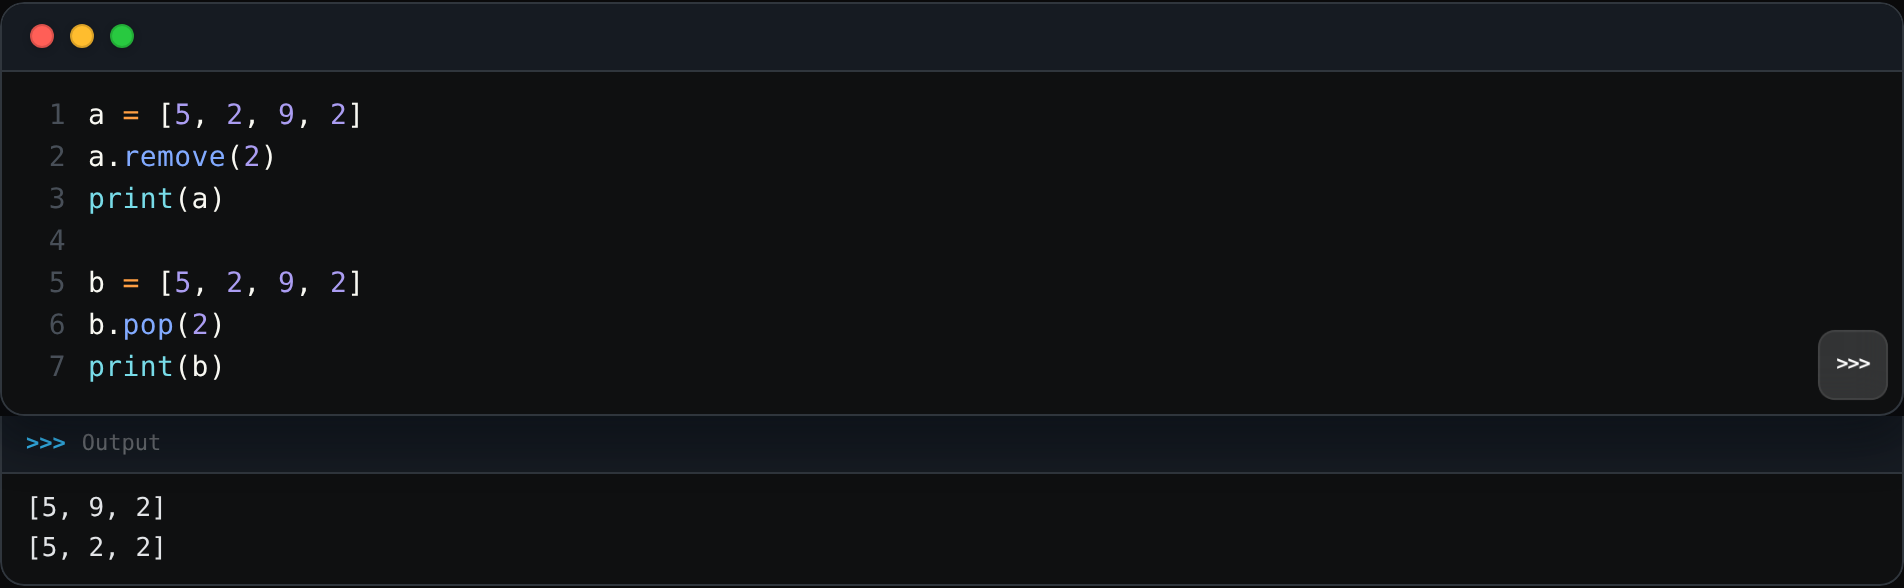 1 a = [5, 2, 9, 2]
2 a.remove(2)
3 print(a)
4
5 b = [5, 2, 9, 2]
6 b.pop(2)
7 print(b)
>>>
>>> Output
[5, 9, 2]
[5, 2, 2]